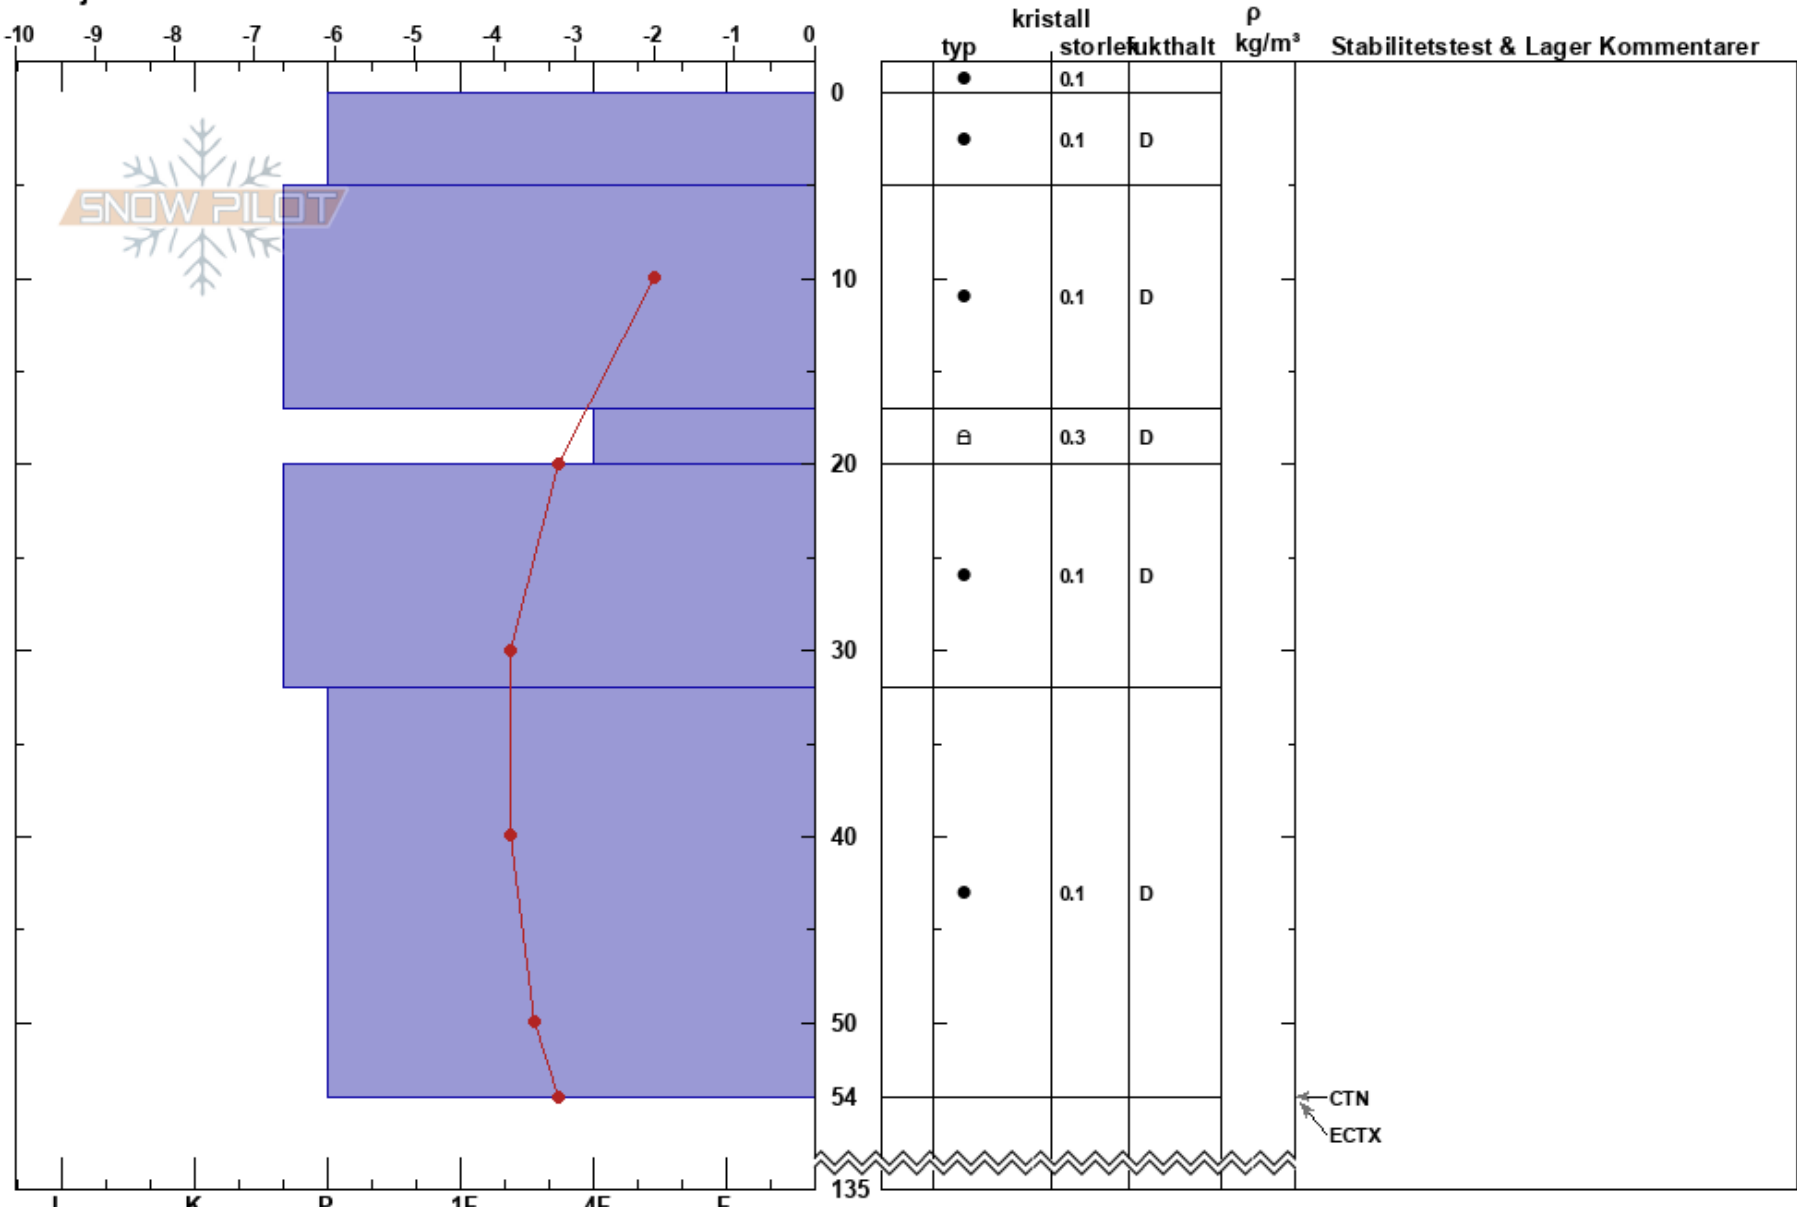 kristall ρ
-10 -9 -8 -7 -6 -5 -4 -3 -2 -1 0 typ storlek fukthalt kg/m³ Stabilitetstest & Lager Kommentarer
0.1
0
0.1 D
SNOW PILOT
10 0.1 D
0.3 D
20
0.1 D
30
40
0.1 D
50
54 CTN
ECTX
135
K P 1F 4F F